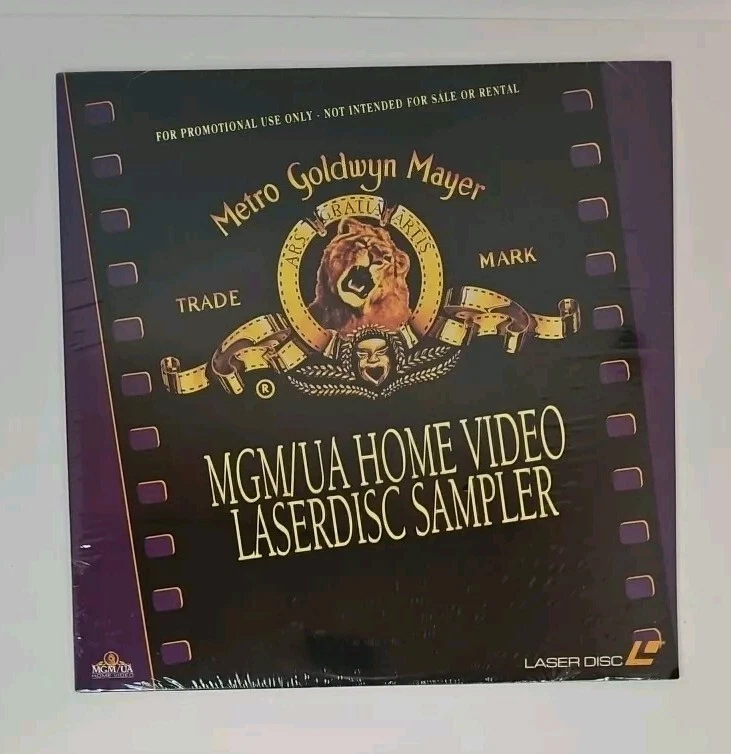 FOR PROMOTIONAL USE ONLY - NOT INTENDED FOR SALE OR RENTAL
Metro Goldwyn Mayer
ARS GRATIA ARTIS
TRADE MARK
®
MGM/UA HOME VIDEO
LASERDISC SAMPLER
MGM/UA
HOME VIDEO
LASER DISC